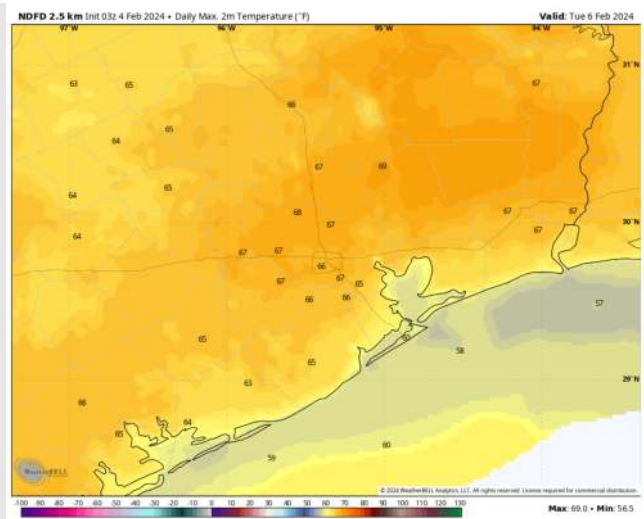 NDFD 2.5 km Init 03z 4 Feb 2024 • Daily Max. 2m Temperature (°F)
Valid: Tue 6 Feb 2024
97°W 96°W 95°W 94°W
31°N
63 65 67
66
65
64
67 69
65
64
68 67 67
30°N
67 67
64
67 67
66
67 67 65
66 66
57
65
58
65
29°N
63
66
64
65
60
59
© 2024 WeatherBELL Analytics, LLC. All rights reserved. License required for commercial distribution.
WeatherBELL
-100 -90 -80 -70 -60 -50 -40 -30 -20 -10 0 10 20 30 40 50 60 70 80 90 100 110 120 130
Max: 69.0 • Min: 56.5